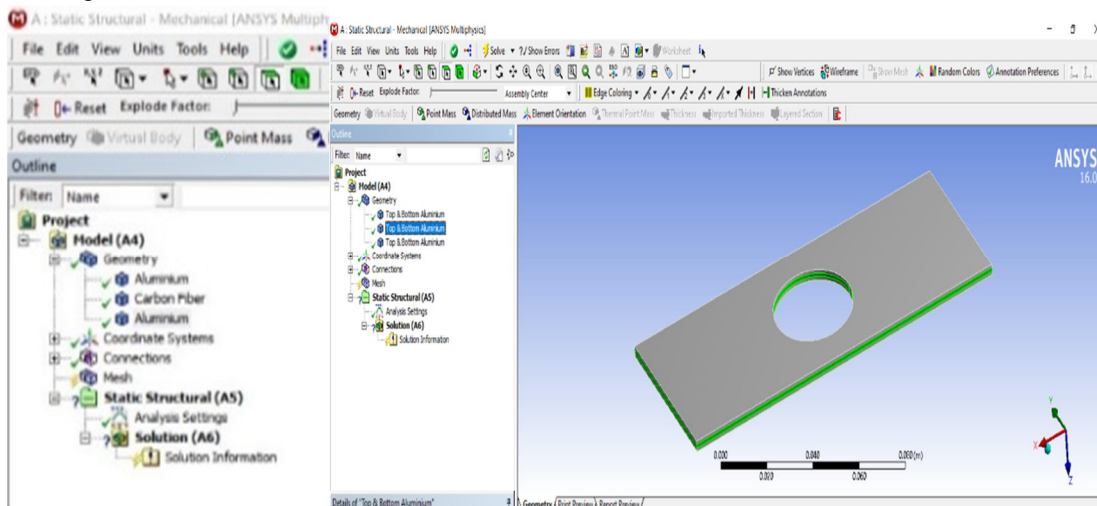 A : Static Structural - Mechanical [ANSYS Multiph
File Edit View Units Tools Help
Reset Explode Factor:
Geometry Virtual Body Point Mass
Outline
Filter: Name
Project
Model (A4)
Geometry
Aluminium
Carbon Fiber
Aluminium
Coordinate Systems
Connections
Mesh
Static Structural (A5)
Analysis Settings
Solution (A6)
Solution Information
A : Static Structural - Mechanical [ANSYS Multiphysics]
File Edit View Units Tools Help Solve ?/ Show Errors Worksheet
Show Vertices Wireframe Show Mesh Random Colors Annotation Preferences
Reset Explode Factor: Assembly Center Edge Coloring Thicken Annotations
Geometry Virtual Body Point Mass Distributed Mass Element Orientation Thermal Point Mass Thickness Imported Thickness Layered Section
Outline
Filter: Name
Project
Model (A4)
Geometry
Top & Bottom Aluminium
Top & Bottom Aluminium
Top & Bottom Aluminium
Coordinate Systems
Connections
Mesh
Static Structural (A5)
Analysis Settings
Solution (A6)
Solution Information
Details of "Top & Bottom Aluminium"
ANSYS
16.0
0.000 0.040 0.080 (m)
0.020 0.060
Y
X
Z
Geometry Print Preview Report Preview